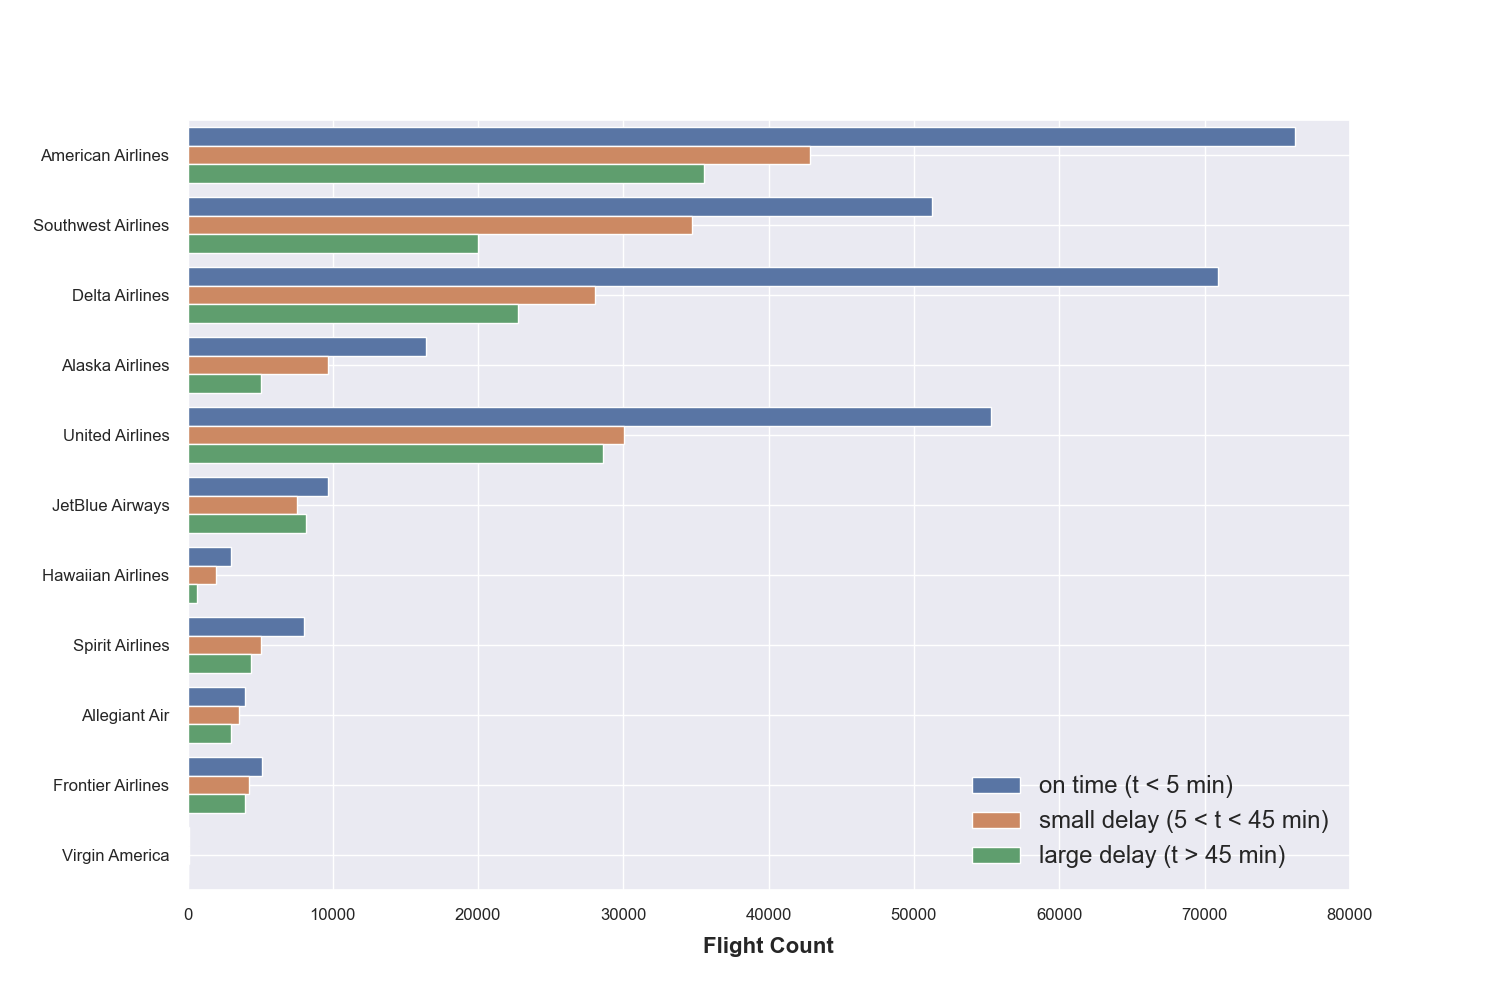 American Airlines
Southwest Airlines
Delta Airlines
Alaska Airlines
United Airlines
JetBlue Airways
Hawaiian Airlines
Spirit Airlines
Allegiant Air
Frontier Airlines
Virgin America
on time (t < 5 min)
small delay (5 < t < 45 min)
large delay (t > 45 min)
0 10000 20000 30000 40000 50000 60000 70000 80000
Flight Count